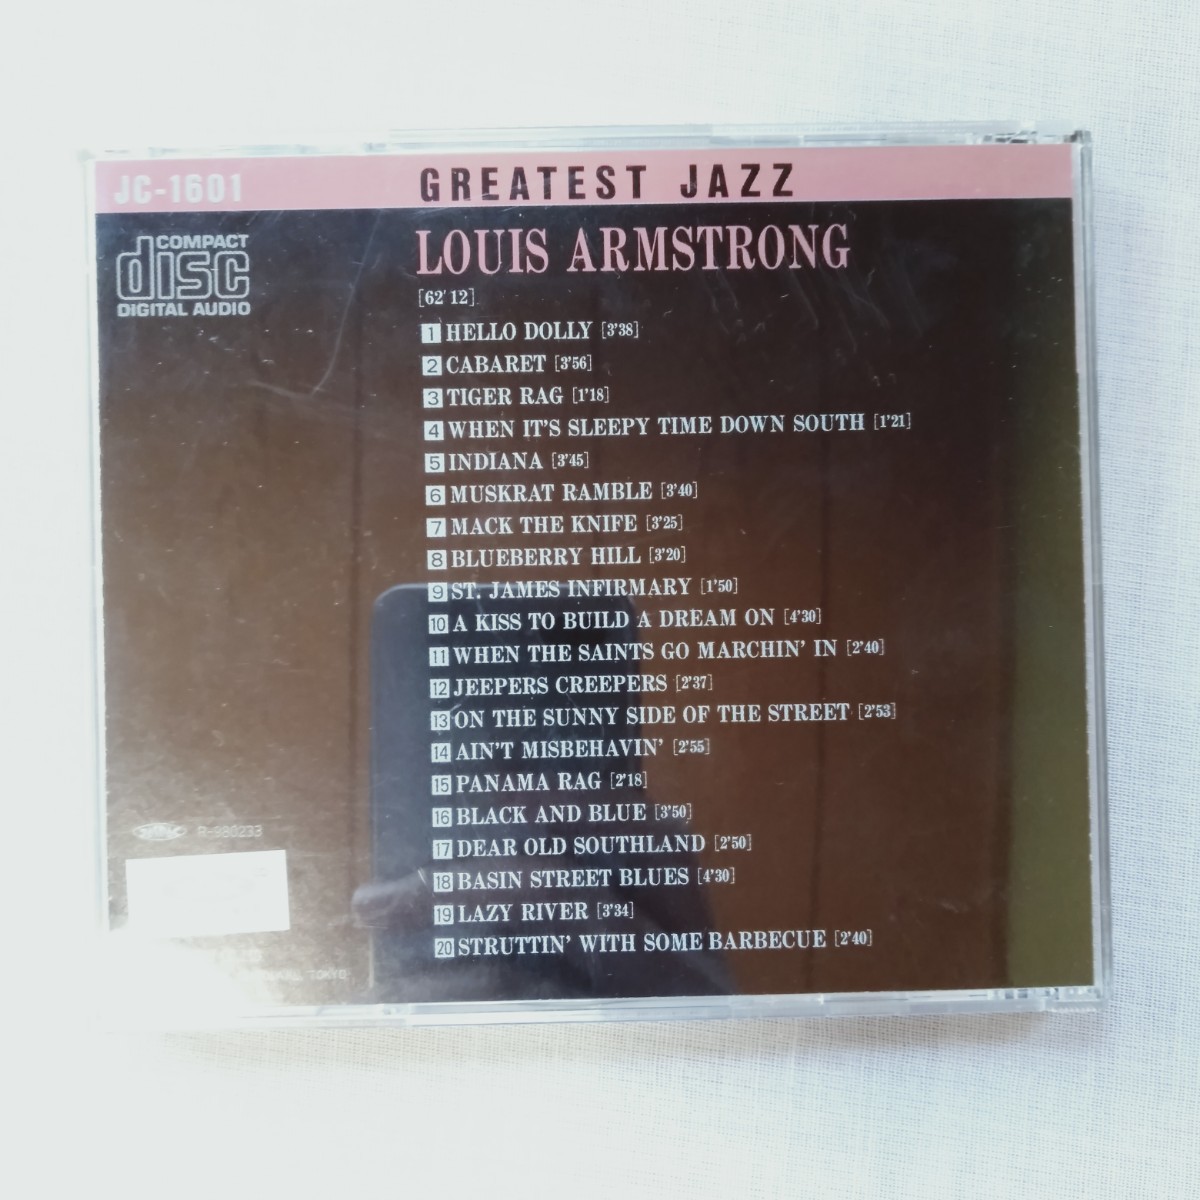 JC-1601
GREATEST JAZZ
COMPACT
disc
DIGITAL AUDIO
LOUIS ARMSTRONG
[62'12]
1 HELLO DOLLY [3'38]
2 CABARET [3'56]
3 TIGER RAG [1'18]
4 WHEN IT'S SLEEPY TIME DOWN SOUTH [1'21]
5 INDIANA [3'45]
6 MUSKRAT RAMBLE [3'40]
7 MACK THE KNIFE [3'25]
8 BLUEBERRY HILL [3'20]
9 ST. JAMES INFIRMARY [1'50]
10 A KISS TO BUILD A DREAM ON [4'30]
11 WHEN THE SAINTS GO MARCHIN' IN [2'40]
12 JEEPERS CREEPERS [2'37]
13 ON THE SUNNY SIDE OF THE STREET [2'53]
14 AIN'T MISBEHAVIN' [2'55]
15 PANAMA RAG [2'18]
16 BLACK AND BLUE [3'50]
17 DEAR OLD SOUTHLAND [2'50]
18 BASIN STREET BLUES [4'30]
19 LAZY RIVER [3'34]
20 STRUTTIN' WITH SOME BARBECUE [2'40]
R-980233
TOKYO